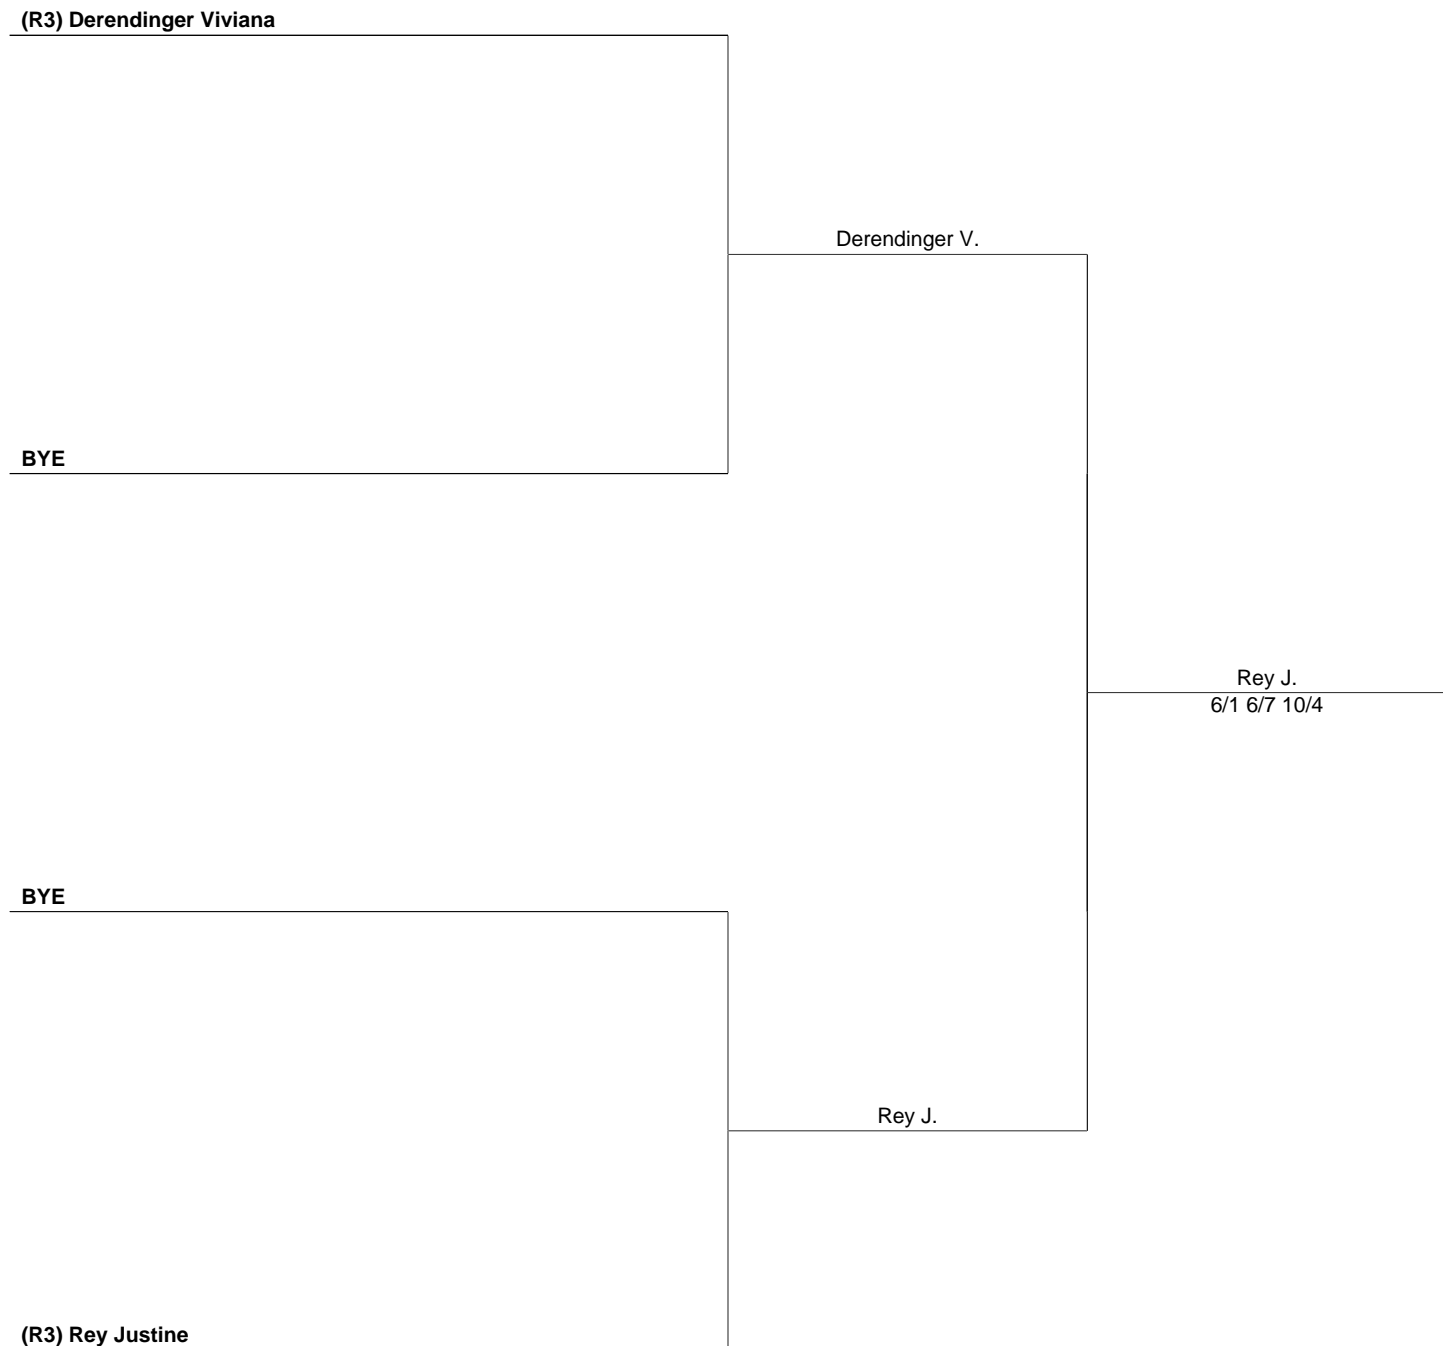 (R3) Derendinger Viviana
Derendinger V.
BYE
Rey J.
6/1 6/7 10/4
BYE
Rey J.
(R3) Rey Justine